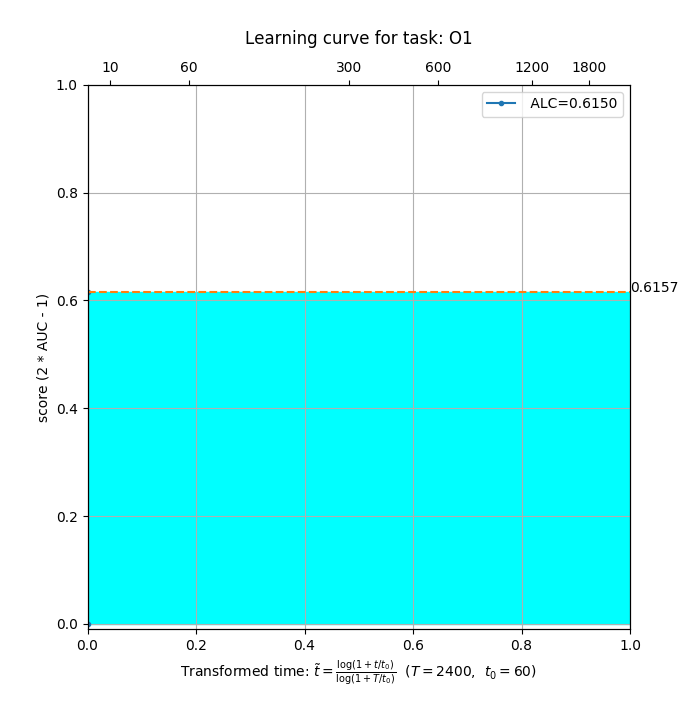 Learning curve for task: O1
10 60 300 600 1200 1800
ALC=0.6150
1.0
0.8
0.6
0.4
0.2
0.0
0.6157
score (2 * AUC - 1)
0.0 0.2 0.4 0.6 0.8 1.0
Transformed time: t̃ = log(1 + t/t₀) / log(1 + T/t₀) (T = 2400, t₀ = 60)